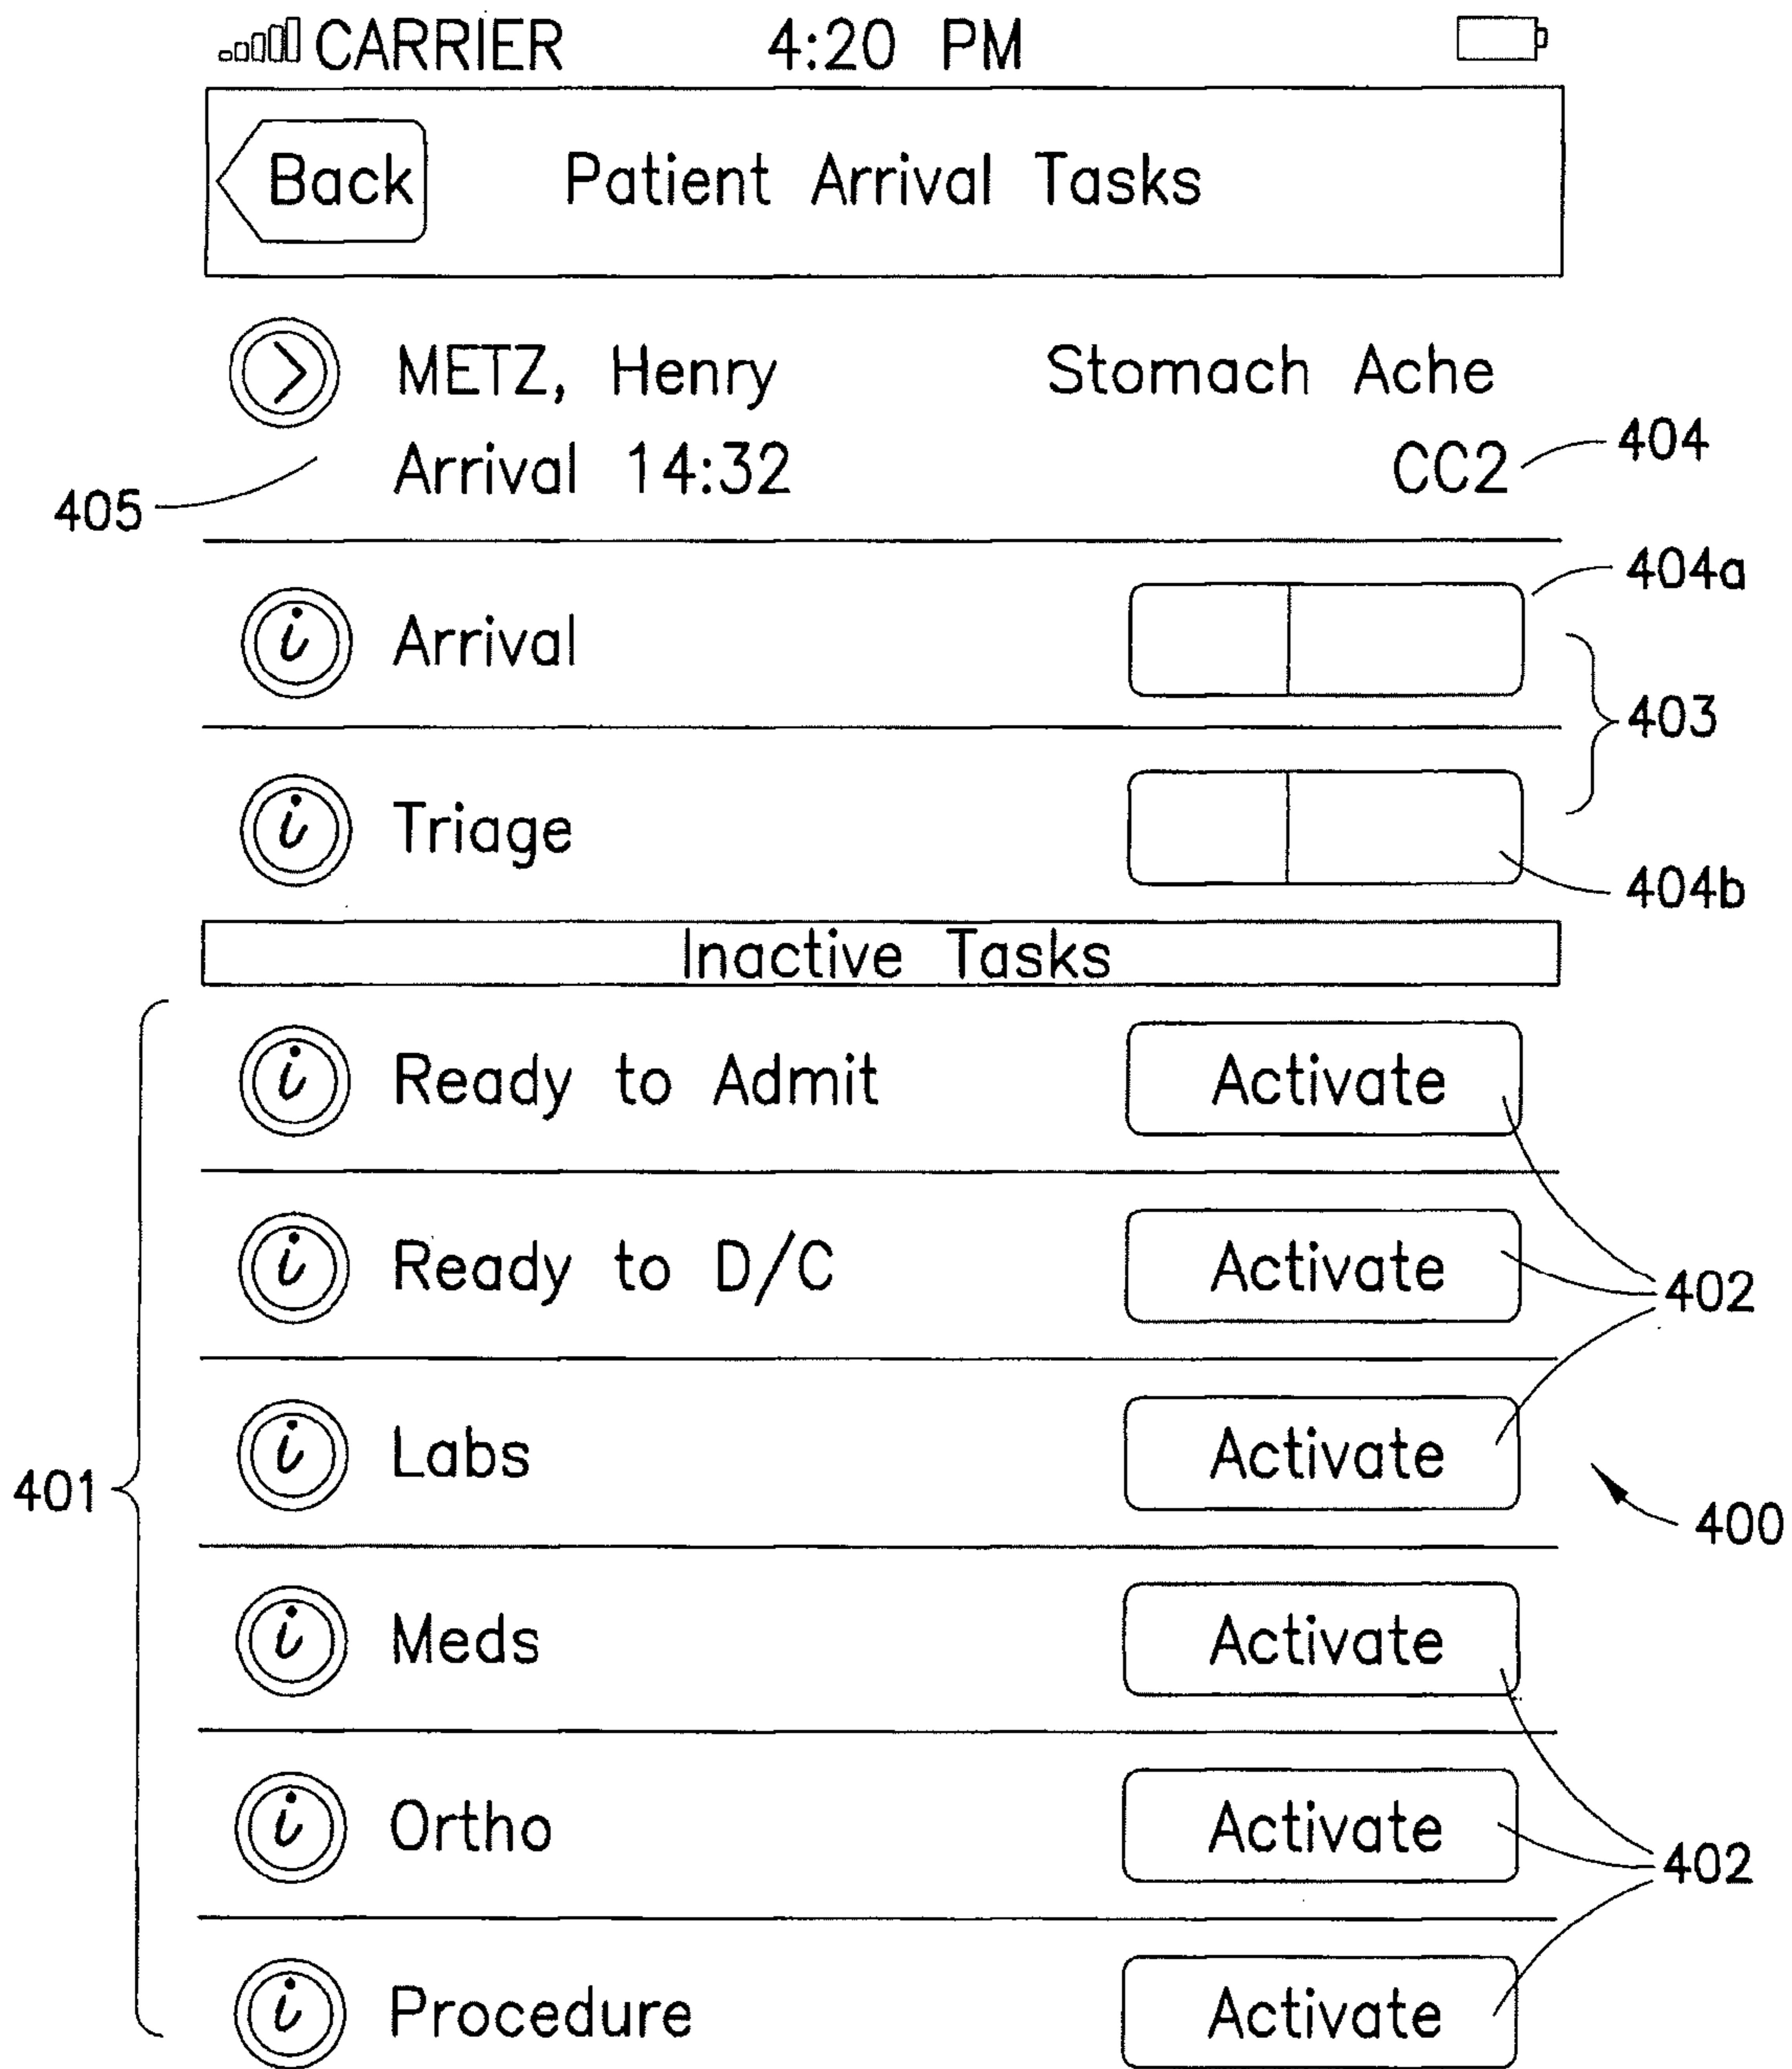 CARRIER 4:20 PM
Back Patient Arrival Tasks
METZ, Henry Stomach Ache
Arrival 14:32 CC2 404
405
404a
i Arrival
403
i Triage
404b
Inactive Tasks
i Ready to Admit Activate
i Ready to D/C Activate
402
i Labs Activate
401
400
i Meds Activate
i Ortho Activate
402
i Procedure Activate